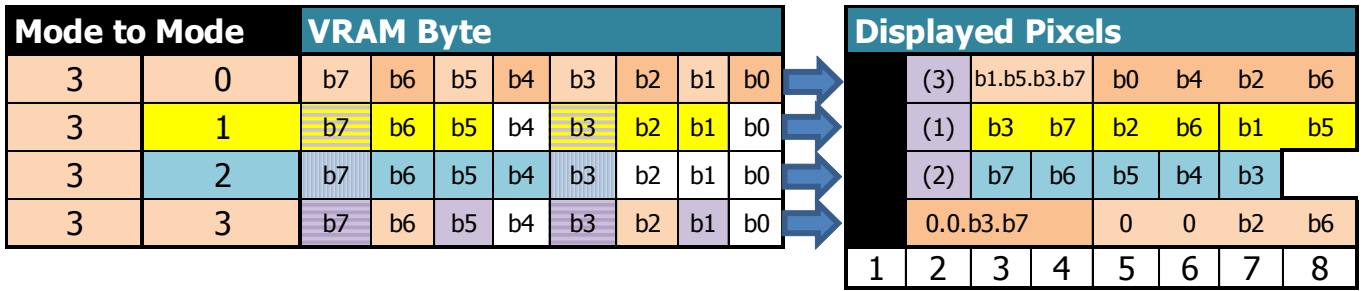 Mode to Mode VRAM Byte Displayed Pixels
3 0 b7 b6 b5 b4 b3 b2 b1 b0 (3) b1.b5.b3.b7 b0 b4 b2 b6
3 1 b7 b6 b5 b4 b3 b2 b1 b0 (1) b3 b7 b2 b6 b1 b5
3 2 b7 b6 b5 b4 b3 b2 b1 b0 (2) b7 b6 b5 b4 b3
3 3 b7 b6 b5 b4 b3 b2 b1 b0 0.0.b3.b7 0 0 b2 b6
1 2 3 4 5 6 7 8